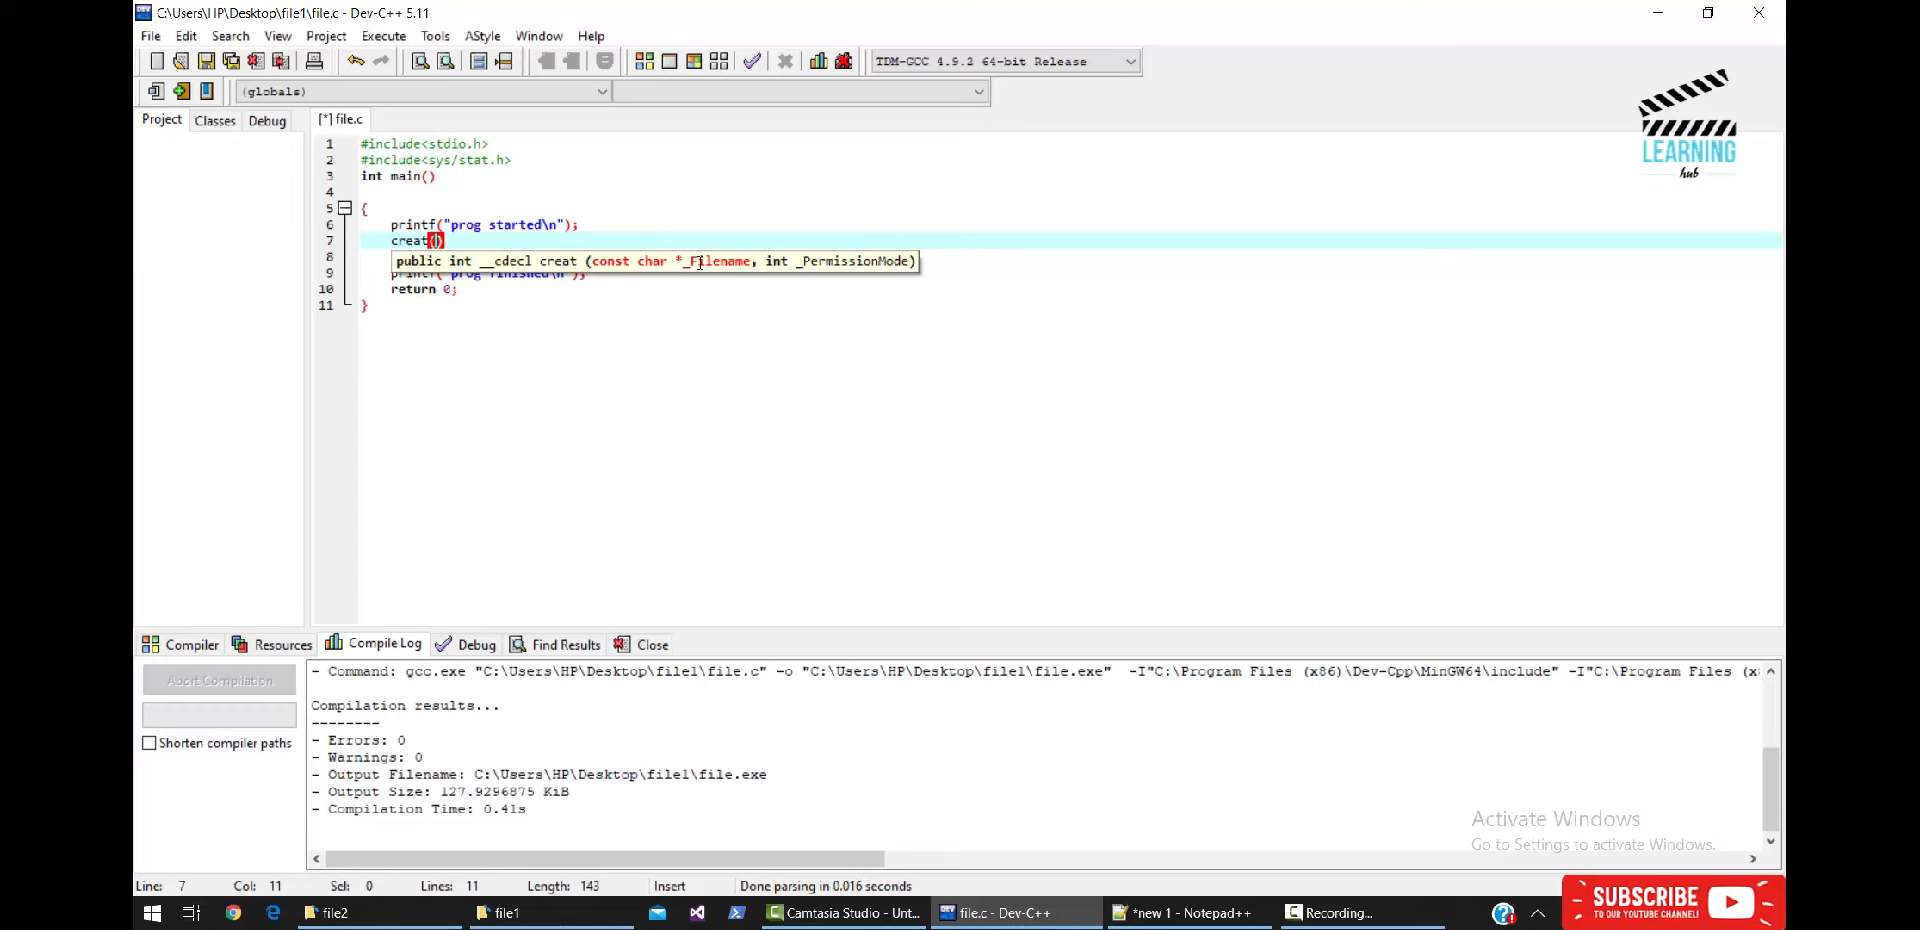 C:\Users\HP\Desktop\file1\file.c - Dev-C++ 5.11
File Edit Search View Project Execute Tools AStyle Window Help
TDM-GCC 4.9.2 64-bit Release
(globals)
Project Classes Debug [*] file.c
LEARNING
hub
1 #include<stdio.h>
2 #include<sys/stat.h>
3 int main()
4
5 {
6 printf("prog started\n");
7 creat()
8 public int __cdecl creat (const char *_Filename, int _PermissionMode)
9 printf("prog finished\n");
10 return 0;
11 }
Compiler Resources Compile Log Debug Find Results Close
Abort Compilation
Shorten compiler paths
- Command: gcc.exe "C:\Users\HP\Desktop\file1\file.c" -o "C:\Users\HP\Desktop\file1\file.exe" -I"C:\Program Files (x86)\Dev-Cpp\MinGW64\include" -I"C:\Program Files (x
Compilation results...
--------
- Errors: 0
- Warnings: 0
- Output Filename: C:\Users\HP\Desktop\file1\file.exe
- Output Size: 127.9296875 KiB
- Compilation Time: 0.41s
Activate Windows
Go to Settings to activate Windows.
Line: 7 Col: 11 Sel: 0 Lines: 11 Length: 143 Insert Done parsing in 0.016 seconds
file2 file1 Camtasia Studio - Unt... file.c - Dev-C++ *new 1 - Notepad++ Recording...
SUBSCRIBE
TO OUR YOUTUBE CHANNEL!